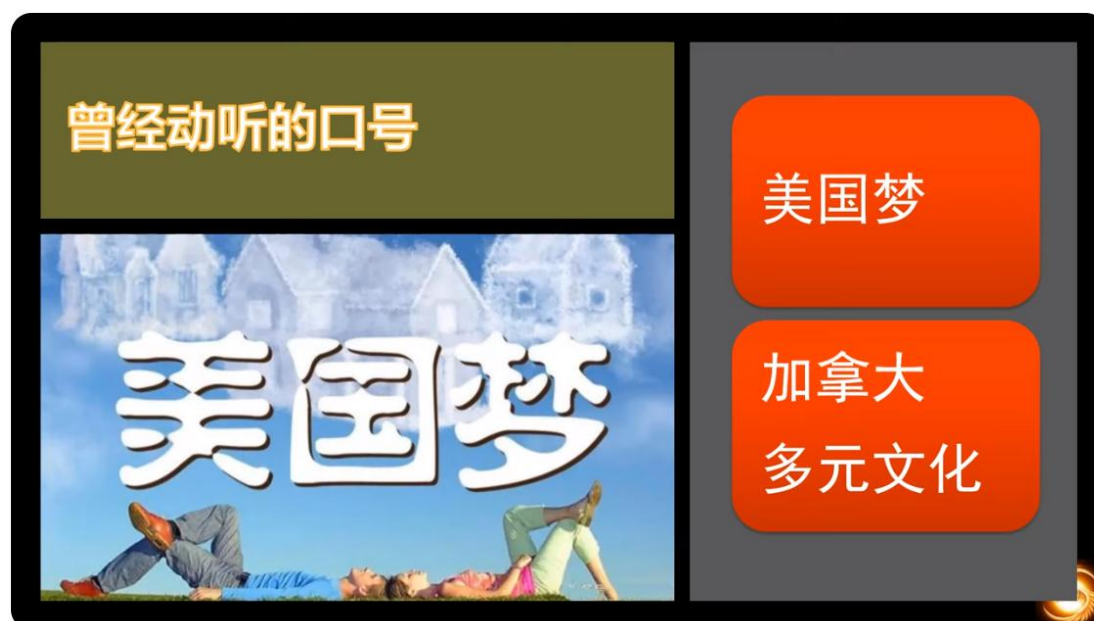 曾经动听的口号
美国梦
美国梦
加拿大
多元文化